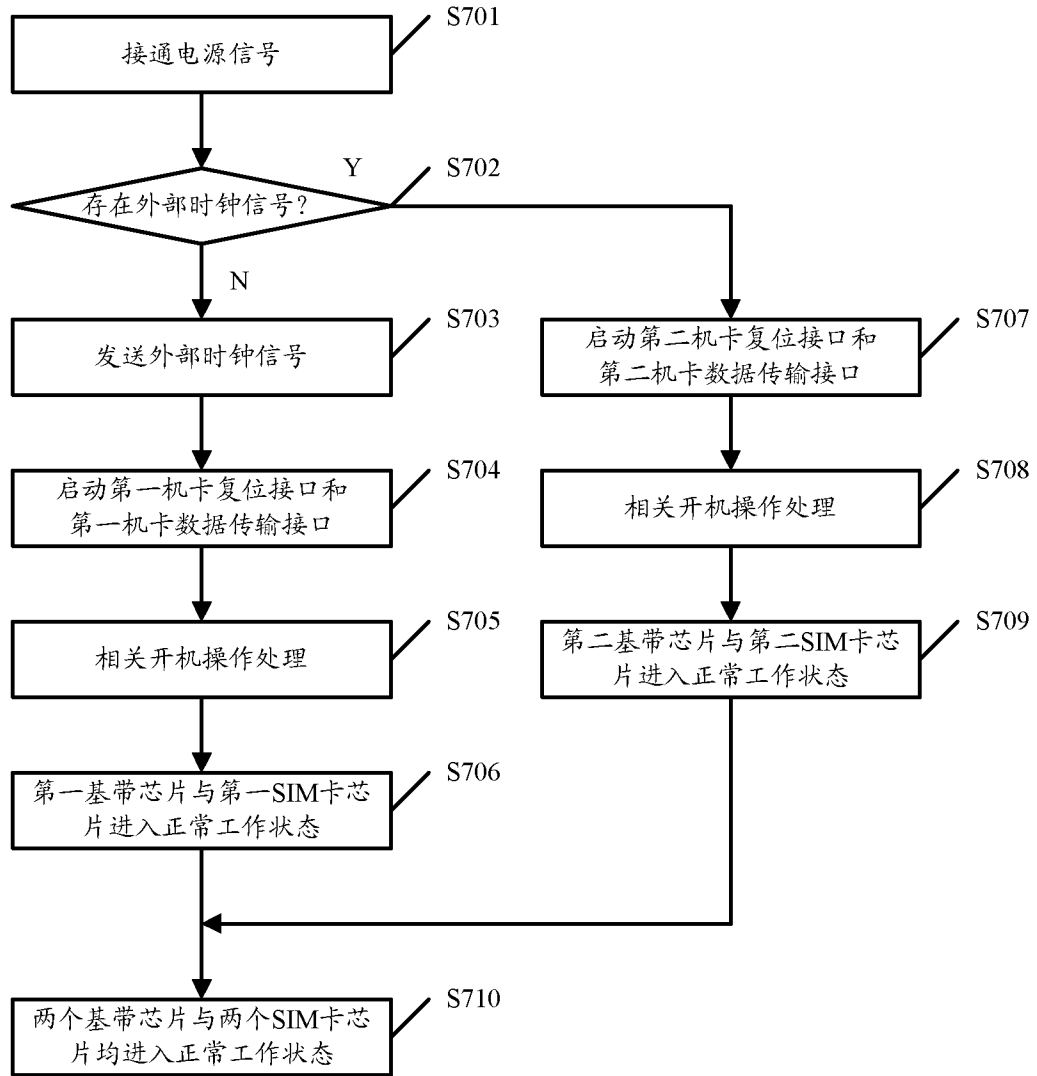 接通电源信号
S701
Y
S702
存在外部时钟信号?
N
发送外部时钟信号
S703
启动第二机卡复位接口和
第二机卡数据传输接口
S707
启动第一机卡复位接口和
第一机卡数据传输接口
S704
相关开机操作处理
S708
相关开机操作处理
S705
第二基带芯片与第二SIM卡芯
片进入正常工作状态
S709
第一基带芯片与第一SIM卡芯
片进入正常工作状态
S706
两个基带芯片与两个SIM卡芯
片均进入正常工作状态
S710